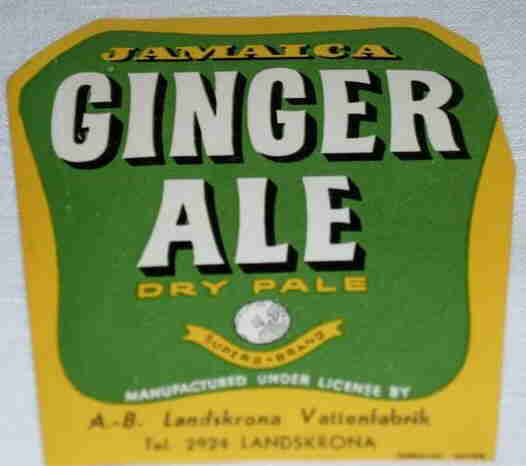 JAMAICA
GINGER
ALE
DRY PALE
SUPERB-BRAND
MANUFACTURED UNDER LICENSE BY
A.-B. Landskrona Vattenfabrik
Tel. 2924 LANDSKRONA